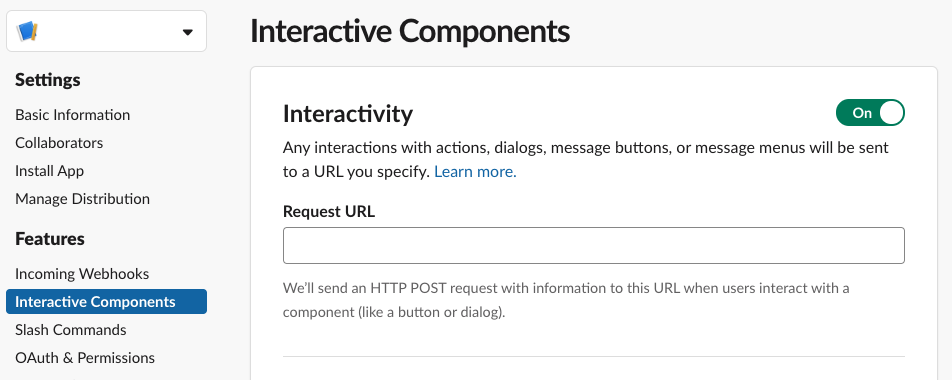 Interactive Components
Settings
Basic Information
Collaborators
Install App
Manage Distribution
Features
Incoming Webhooks
Interactive Components
Slash Commands
OAuth & Permissions
Interactivity
On
Any interactions with actions, dialogs, message buttons, or message menus will be sent
to a URL you specify. Learn more.
Request URL
We’ll send an HTTP POST request with information to this URL when users interact with a
component (like a button or dialog).